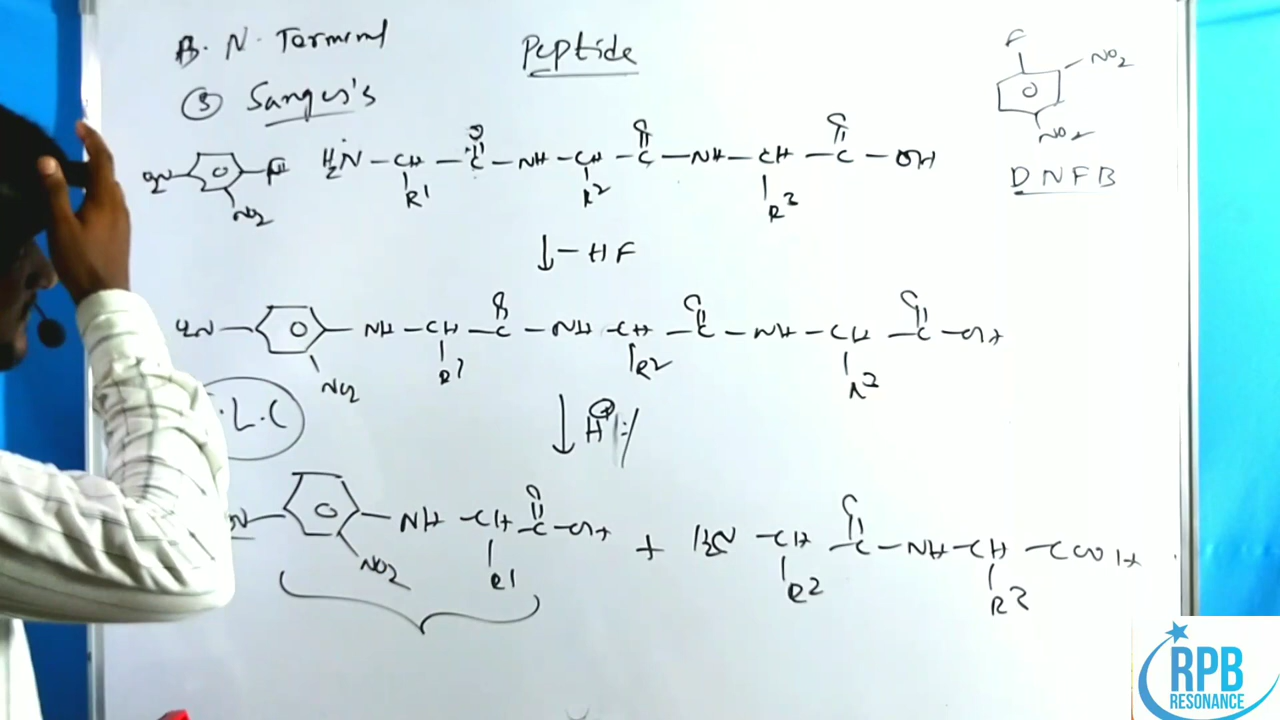 B. N. Terminal
Peptide
③ Sanger's
F
NO2
NO2
DNFB
O2N
F
NO2
H2N - CH - C - NH - CH - C - NH - CH - C - OH
O
O
O
R1
R2
R3
↓ - HF
NO2
NH - CH - C - NH - CH - C - NH - CH - C - OH
O
O
O
R2
↓ H⊕
.L.C
NH - CH - C - OH
O
NO2
R1
+
H2N - CH - C - NH - CH - COOH
O
R2
R3
RPB
RESONANCE